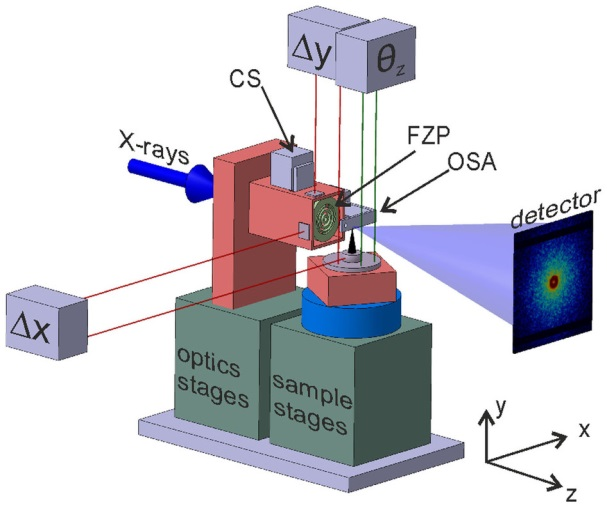 Δy
θz
CS
FZP
X-rays
OSA
detector
Δx
optics
stages
sample
stages
y
x
z